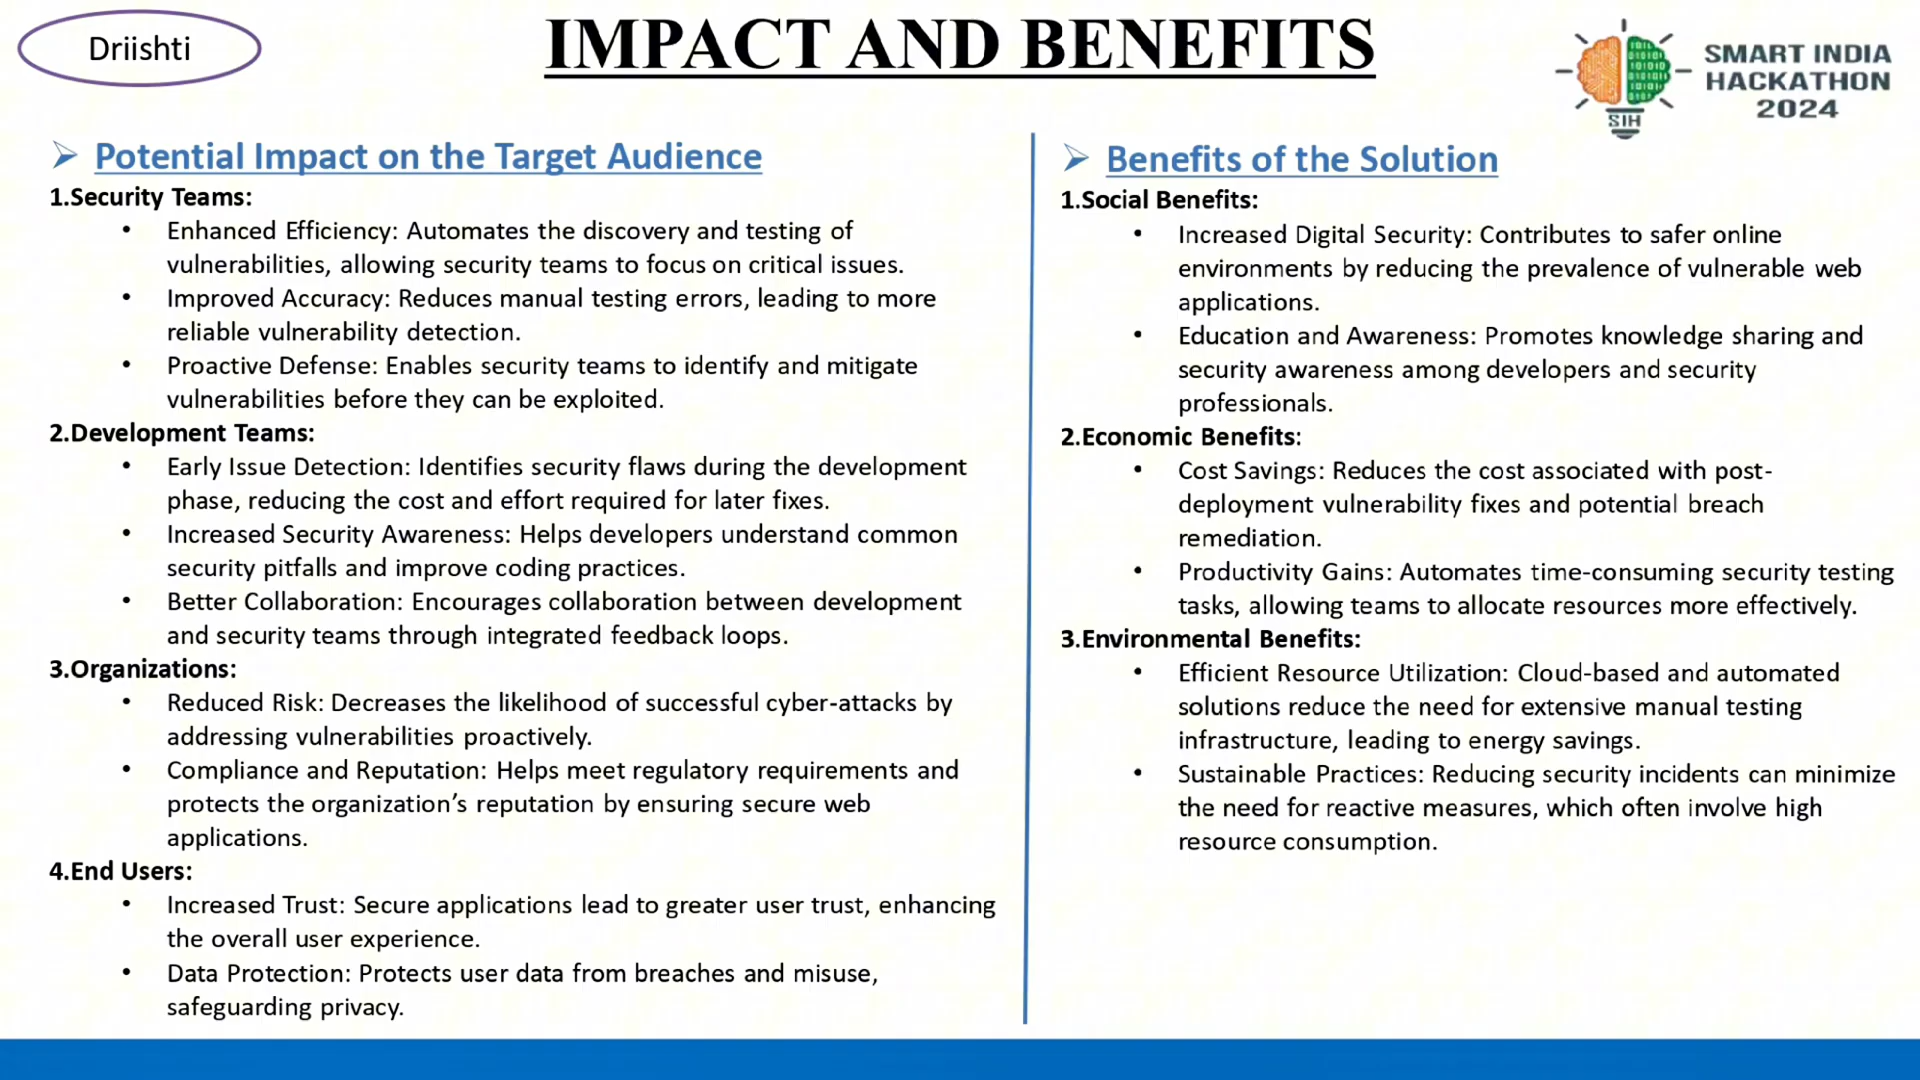 Driishti
IMPACT AND BENEFITS
SMART INDIA
HACKATHON
2024
SIH
➢ Potential Impact on the Target Audience
1.Security Teams:
• Enhanced Efficiency: Automates the discovery and testing of
vulnerabilities, allowing security teams to focus on critical issues.
• Improved Accuracy: Reduces manual testing errors, leading to more
reliable vulnerability detection.
• Proactive Defense: Enables security teams to identify and mitigate
vulnerabilities before they can be exploited.
2.Development Teams:
• Early Issue Detection: Identifies security flaws during the development
phase, reducing the cost and effort required for later fixes.
• Increased Security Awareness: Helps developers understand common
security pitfalls and improve coding practices.
• Better Collaboration: Encourages collaboration between development
and security teams through integrated feedback loops.
3.Organizations:
• Reduced Risk: Decreases the likelihood of successful cyber-attacks by
addressing vulnerabilities proactively.
• Compliance and Reputation: Helps meet regulatory requirements and
protects the organization’s reputation by ensuring secure web
applications.
4.End Users:
• Increased Trust: Secure applications lead to greater user trust, enhancing
the overall user experience.
• Data Protection: Protects user data from breaches and misuse,
safeguarding privacy.
➢ Benefits of the Solution
1.Social Benefits:
• Increased Digital Security: Contributes to safer online
environments by reducing the prevalence of vulnerable web
applications.
• Education and Awareness: Promotes knowledge sharing and
security awareness among developers and security
professionals.
2.Economic Benefits:
• Cost Savings: Reduces the cost associated with post-
deployment vulnerability fixes and potential breach
remediation.
• Productivity Gains: Automates time-consuming security testing
tasks, allowing teams to allocate resources more effectively.
3.Environmental Benefits:
• Efficient Resource Utilization: Cloud-based and automated
solutions reduce the need for extensive manual testing
infrastructure, leading to energy savings.
• Sustainable Practices: Reducing security incidents can minimize
the need for reactive measures, which often involve high
resource consumption.